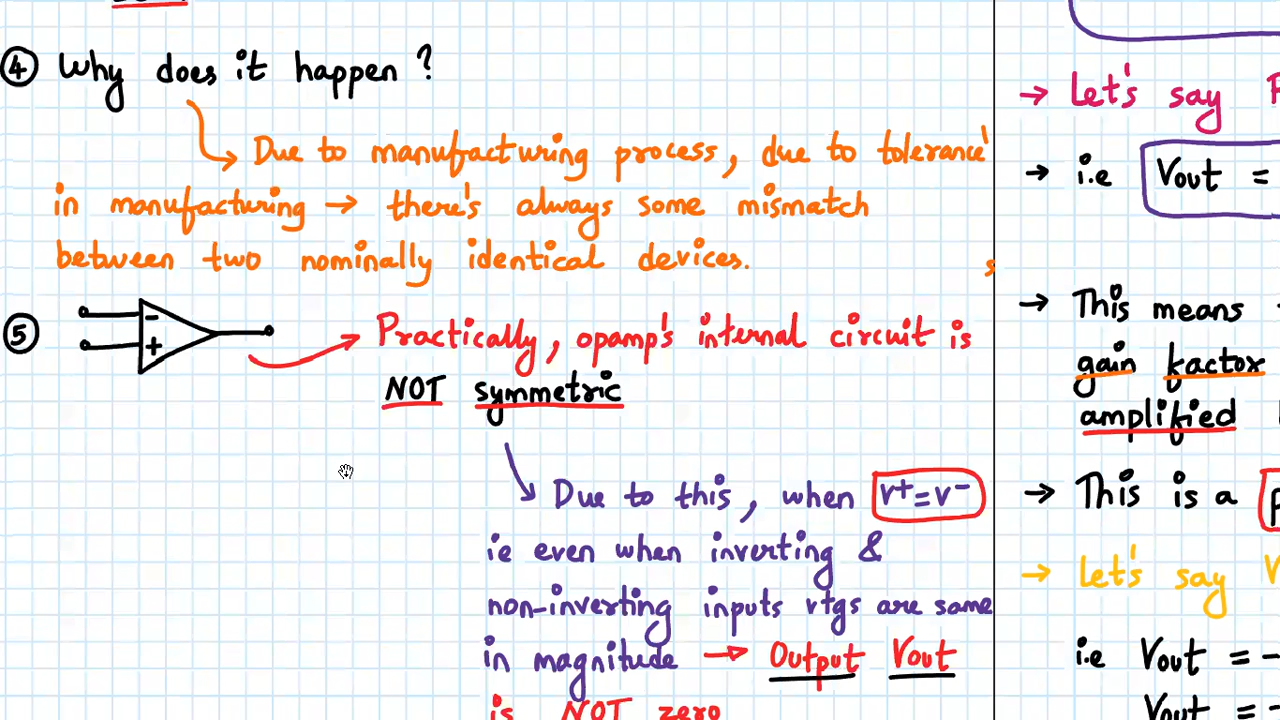 ④ Why does it happen ?
Due to manufacturing process, due to tolerance
in manufacturing → there's always some mismatch
between two nominally identical devices.
⑤ - + Practically, opamp's internal circuit is
NOT symmetric
Due to this, when v⁺=v⁻
ie even when inverting &
non-inverting inputs vtgs are same
in magnitude → Output Vout
is NOT zero
→ Let's say
→ i.e Vout =
→ This means
gain factor
amplified
→ This is a
→ Let's say
i.e Vout = -
Vout = -